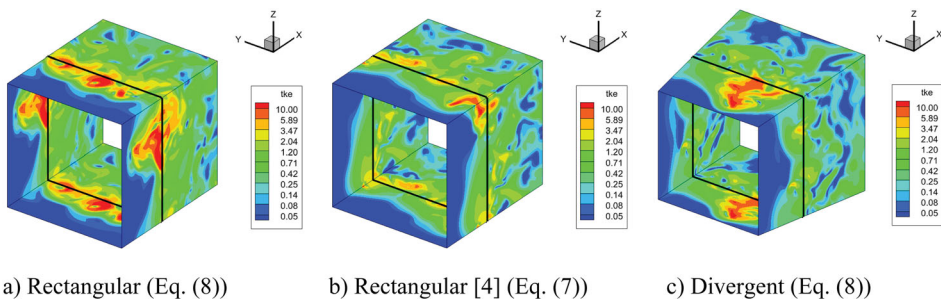 Z
Y
X
tke
10.00
5.89
3.47
2.04
1.20
0.71
0.42
0.25
0.14
0.08
0.05
Z
Y
X
tke
10.00
5.89
3.47
2.04
1.20
0.71
0.42
0.25
0.14
0.08
0.05
Z
Y
X
tke
10.00
5.89
3.47
2.04
1.20
0.71
0.42
0.25
0.14
0.08
0.05
a) Rectangular (Eq. (8))
b) Rectangular [4] (Eq. (7))
c) Divergent (Eq. (8))